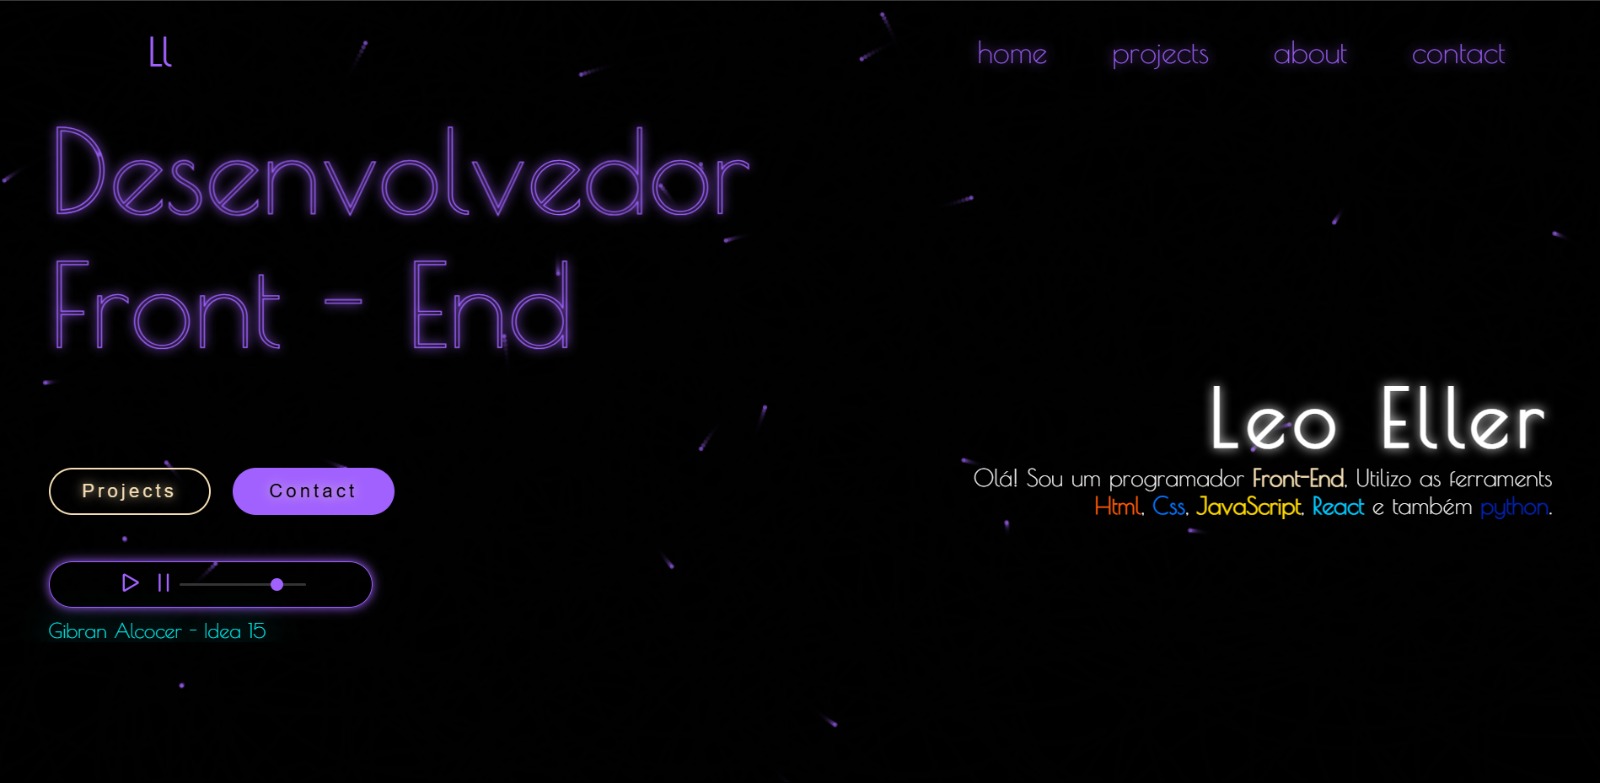 Ll
home projects about contact
Desenvolvedor
Front - End
Leo Eller
Olá! Sou um programador Front-End, Utilizo as ferraments
Html, Css, JavaScript, React e também python.
Projects Contact
Gibran Alcocer - Idea 15